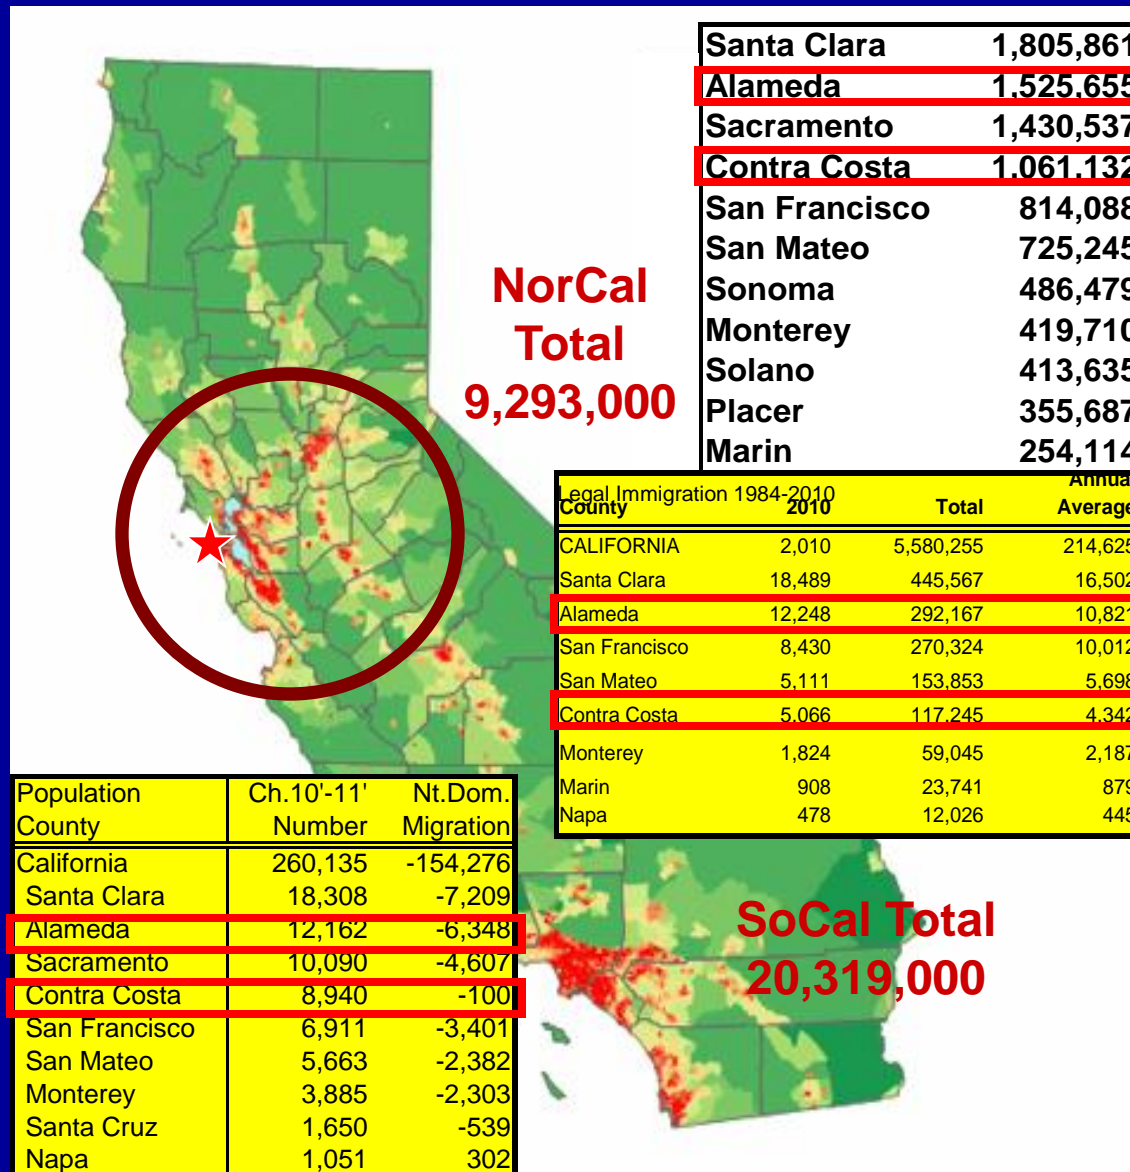 Santa Clara 1,805,861
Alameda 1,525,655
Sacramento 1,430,537
Contra Costa 1,061,132
San Francisco 814,088
San Mateo 725,245
Sonoma 486,479
Monterey 419,710
Solano 413,635
Placer 355,687
Marin 254,114
NorCal
Total
9,293,000
Legal Immigration 1984-2010
Annua
County 2010 Total Average
CALIFORNIA 2,010 5,580,255 214,625
Santa Clara 18,489 445,567 16,502
Alameda 12,248 292,167 10,821
San Francisco 8,430 270,324 10,012
San Mateo 5,111 153,853 5,698
Contra Costa 5,066 117,245 4,342
Monterey 1,824 59,045 2,187
Marin 908 23,741 879
Napa 478 12,026 445
Population Ch.10'-11' Nt.Dom.
County Number Migration
California 260,135 -154,276
Santa Clara 18,308 -7,209
Alameda 12,162 -6,348
Sacramento 10,090 -4,607
Contra Costa 8,940 -100
San Francisco 6,911 -3,401
San Mateo 5,663 -2,382
Monterey 3,885 -2,303
Santa Cruz 1,650 -539
Napa 1,051 302
SoCal Total
20,319,000